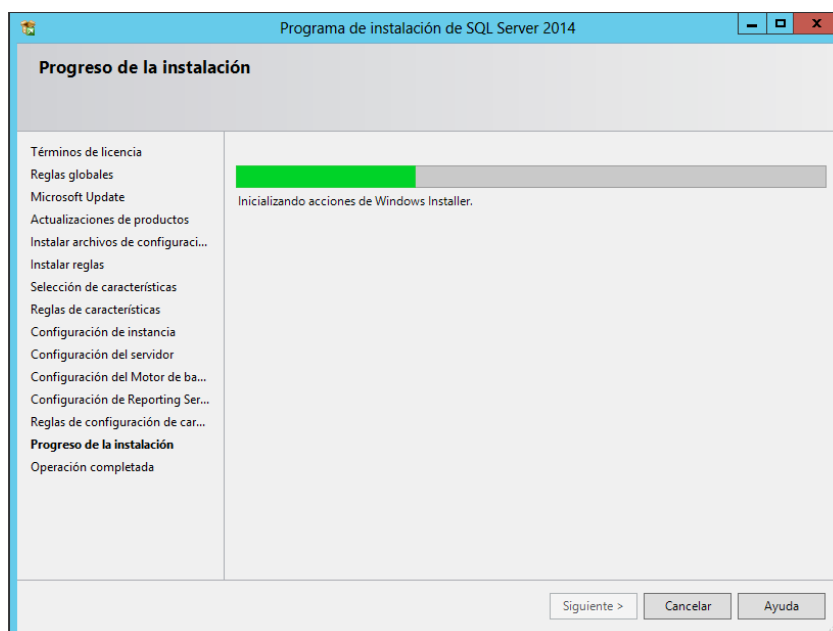 Programa de instalación de SQL Server 2014
Progreso de la instalación
Términos de licencia
Reglas globales
Microsoft Update
Actualizaciones de productos
Instalar archivos de configuraci...
Instalar reglas
Selección de características
Reglas de características
Configuración de instancia
Configuración del servidor
Configuración del Motor de ba...
Configuración de Reporting Ser...
Reglas de configuración de car...
Progreso de la instalación
Operación completada
Inicializando acciones de Windows Installer.
Siguiente >
Cancelar
Ayuda